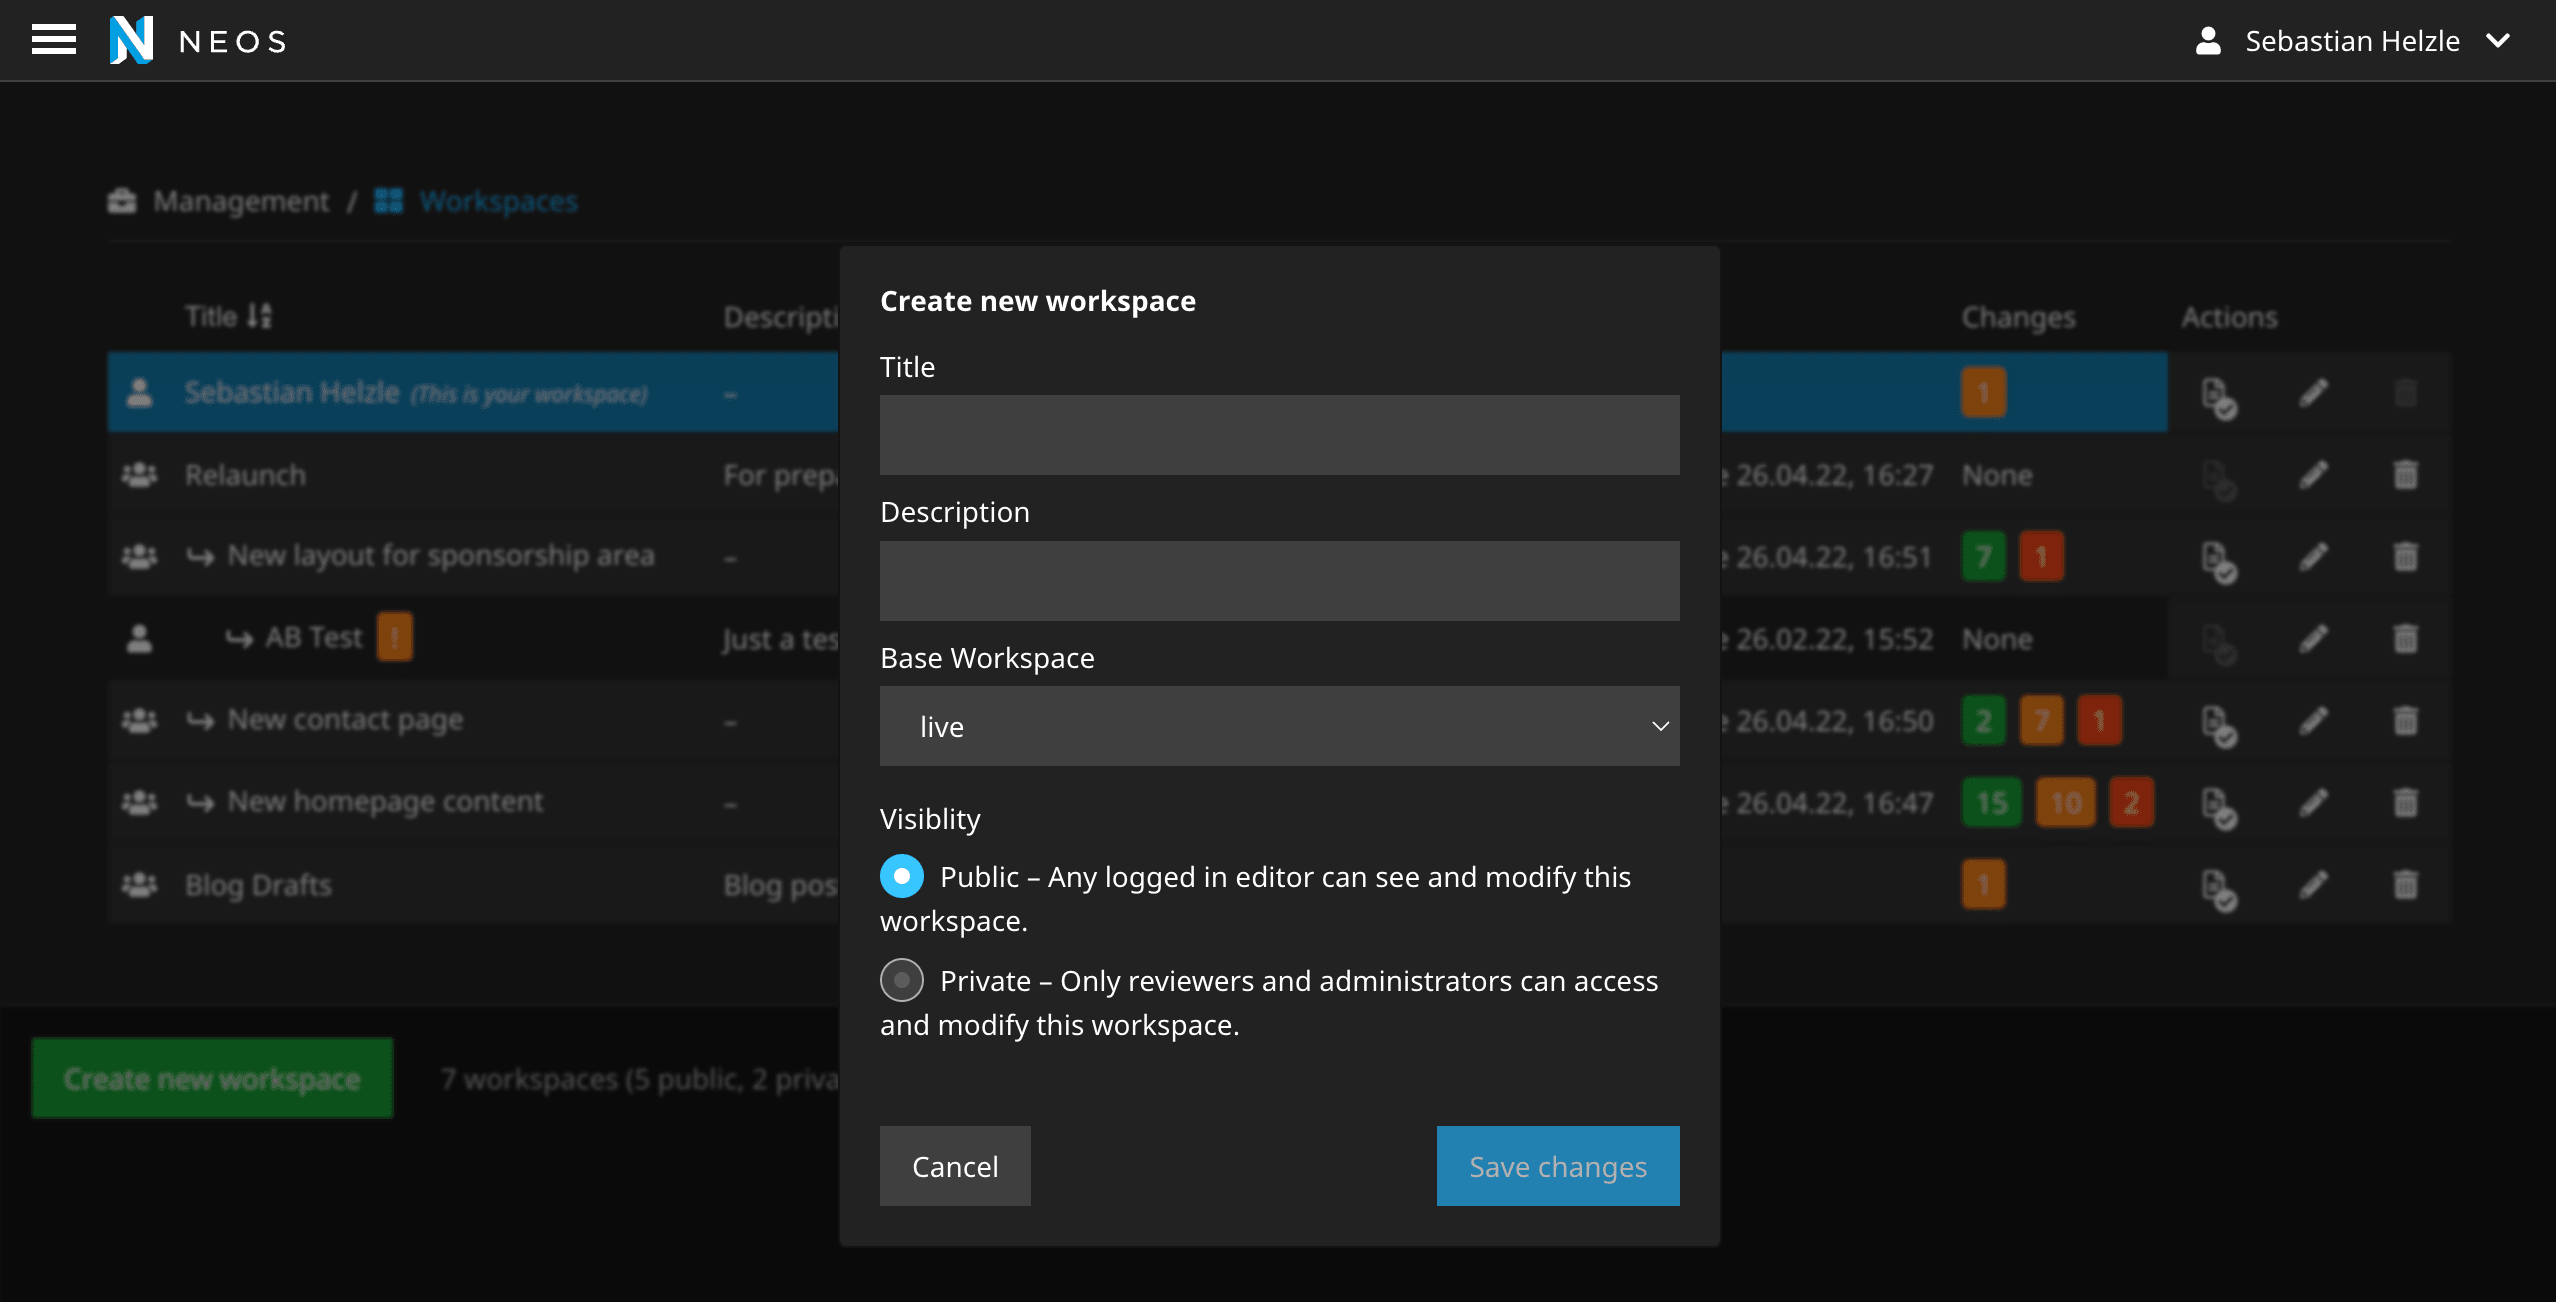 NEOS
Sebastian Helzle
Management / Workspaces
Title
Changes
Actions
Sebastian Helzle (This is your workspace) –
1
Relaunch For
26.04.22, 16:27 None
New layout for sponsorship area –
26.04.22, 16:51 7 1
AB Test ! Just a
26.02.22, 15:52 None
New contact page –
26.04.22, 16:50 2 7 1
New homepage content –
26.04.22, 16:47 15 10 2
Blog Drafts Blog
1
Create new workspace
7 workspaces (5 public, 2
Create new workspace
Title
Description
Base Workspace
live
Visiblity
Public – Any logged in editor can see and modify this
workspace.
Private – Only reviewers and administrators can access
and modify this workspace.
Cancel
Save changes